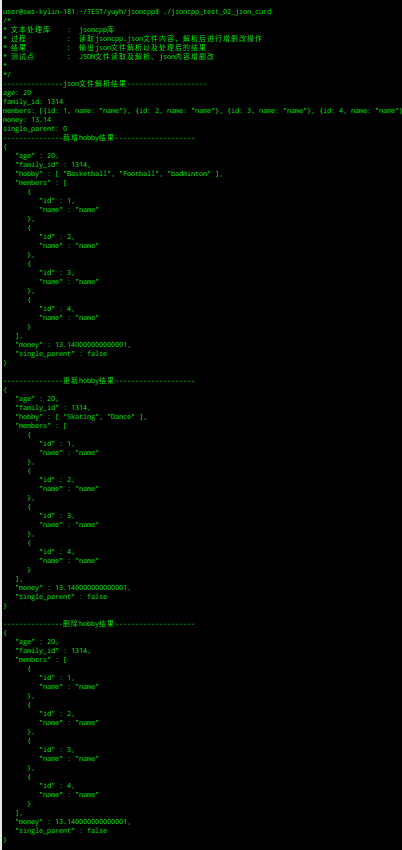 user@sws-kylin-181:~/TEST/yuyh/jsoncpp$ ./jsoncpp_test_02_json_curd
/*
* 文本处理库 : jsoncpp库
* 过程 : 读取jsoncpp.json文件内容，解析后进行增删改操作
* 结果 : 输出json文件解析以及处理后的结果
* 测试点 : JSON文件读取及解析、json内容增删改
*
*/
---------------json文件解析结果--------------------
age: 20
family_id: 1314
members: [{id: 1, name: "name"}, {id: 2, name: "name"}, {id: 3, name: "name"}, {id: 4, name: "name"}
money: 13.14
single_parent: 0
---------------新增hobby结果--------------------
{
"age" : 20,
"family_id" : 1314,
"hobby" : [ "Basketball", "Football", "badminton" ],
"members" : [
{
"id" : 1,
"name" : "name"
},
{
"id" : 2,
"name" : "name"
},
{
"id" : 3,
"name" : "name"
},
{
"id" : 4,
"name" : "name"
}
],
"money" : 13.140000000000001,
"single_parent" : false
}
---------------更新hobby结果--------------------
{
"age" : 20,
"family_id" : 1314,
"hobby" : [ "Skating", "Dance" ],
"members" : [
{
"id" : 1,
"name" : "name"
},
{
"id" : 2,
"name" : "name"
},
{
"id" : 3,
"name" : "name"
},
{
"id" : 4,
"name" : "name"
}
],
"money" : 13.140000000000001,
"single_parent" : false
}
---------------删除hobby结果--------------------
{
"age" : 20,
"family_id" : 1314,
"members" : [
{
"id" : 1,
"name" : "name"
},
{
"id" : 2,
"name" : "name"
},
{
"id" : 3,
"name" : "name"
},
{
"id" : 4,
"name" : "name"
}
],
"money" : 13.140000000000001,
"single_parent" : false
}